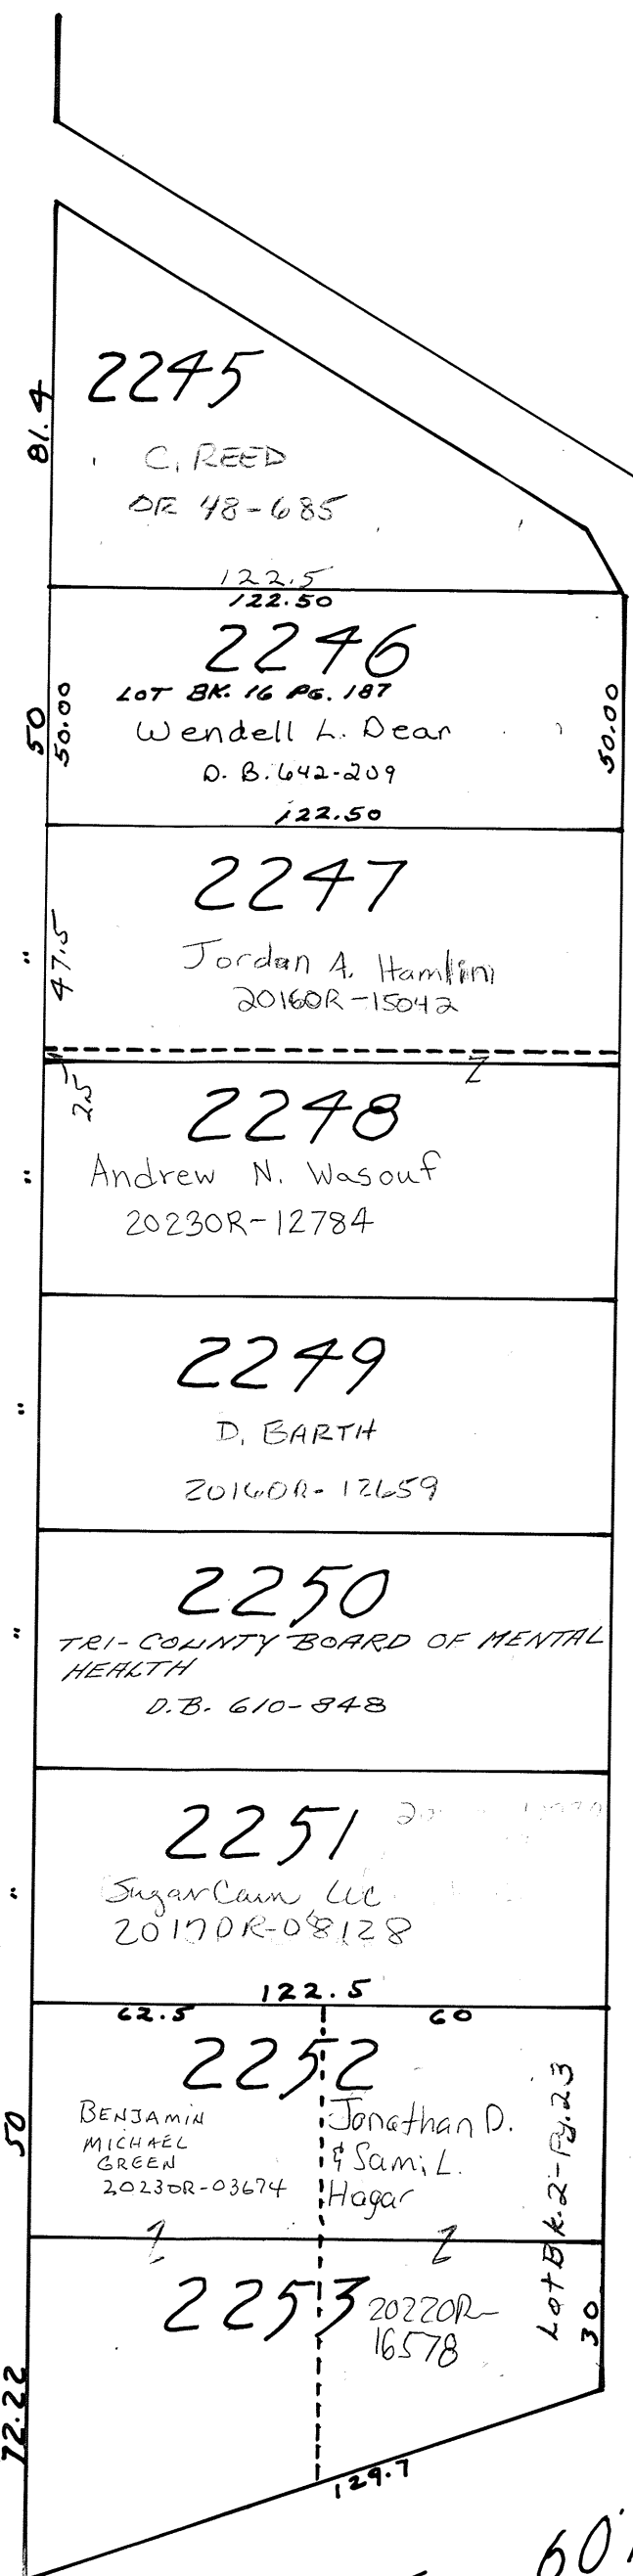 2245
81.4
C. REED
OR 48-685
122.5
122.50
2246
LOT BK. 16 PG. 187
50
50.00
Wendell L. Dean
50.00
D. B. 642-209
122.50
2247
"
47.5
Jordan A. Hamlin
2016OR-15042
Z
2.5
2248
"
Andrew N. Wasouf
2023OR-12784
2249
"
D. BARTH
2016OR-12659
2250
"
TRI-COUNTY BOARD OF MENTAL
HEALTH
D.B. 610-848
2251
"
SugarCain LLC
2017OR-08128
122.5
62.5
60
2252
50
BENJAMIN
MICHAEL
GREEN
2023OR-03674
Jonathan D.
& Sami L.
Hagar
Lot Bk. 2-Pg. 23
Z
Z
2253
2022OR-
16578
30
72.22
129.7
60'